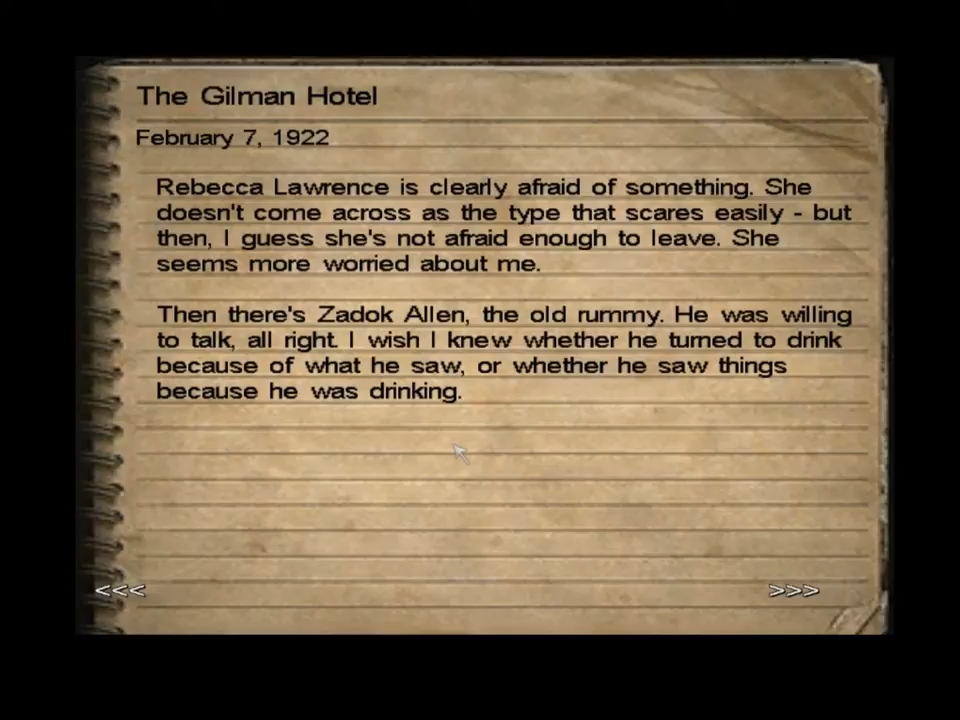 The Gilman Hotel
February 7, 1922
Rebecca Lawrence is clearly afraid of something. She
doesn't come across as the type that scares easily - but
then, I guess she's not afraid enough to leave. She
seems more worried about me.
Then there's Zadok Allen, the old rummy. He was willing
to talk, all right. I wish I knew whether he turned to drink
because of what he saw, or whether he saw things
because he was drinking.
<<< >>>